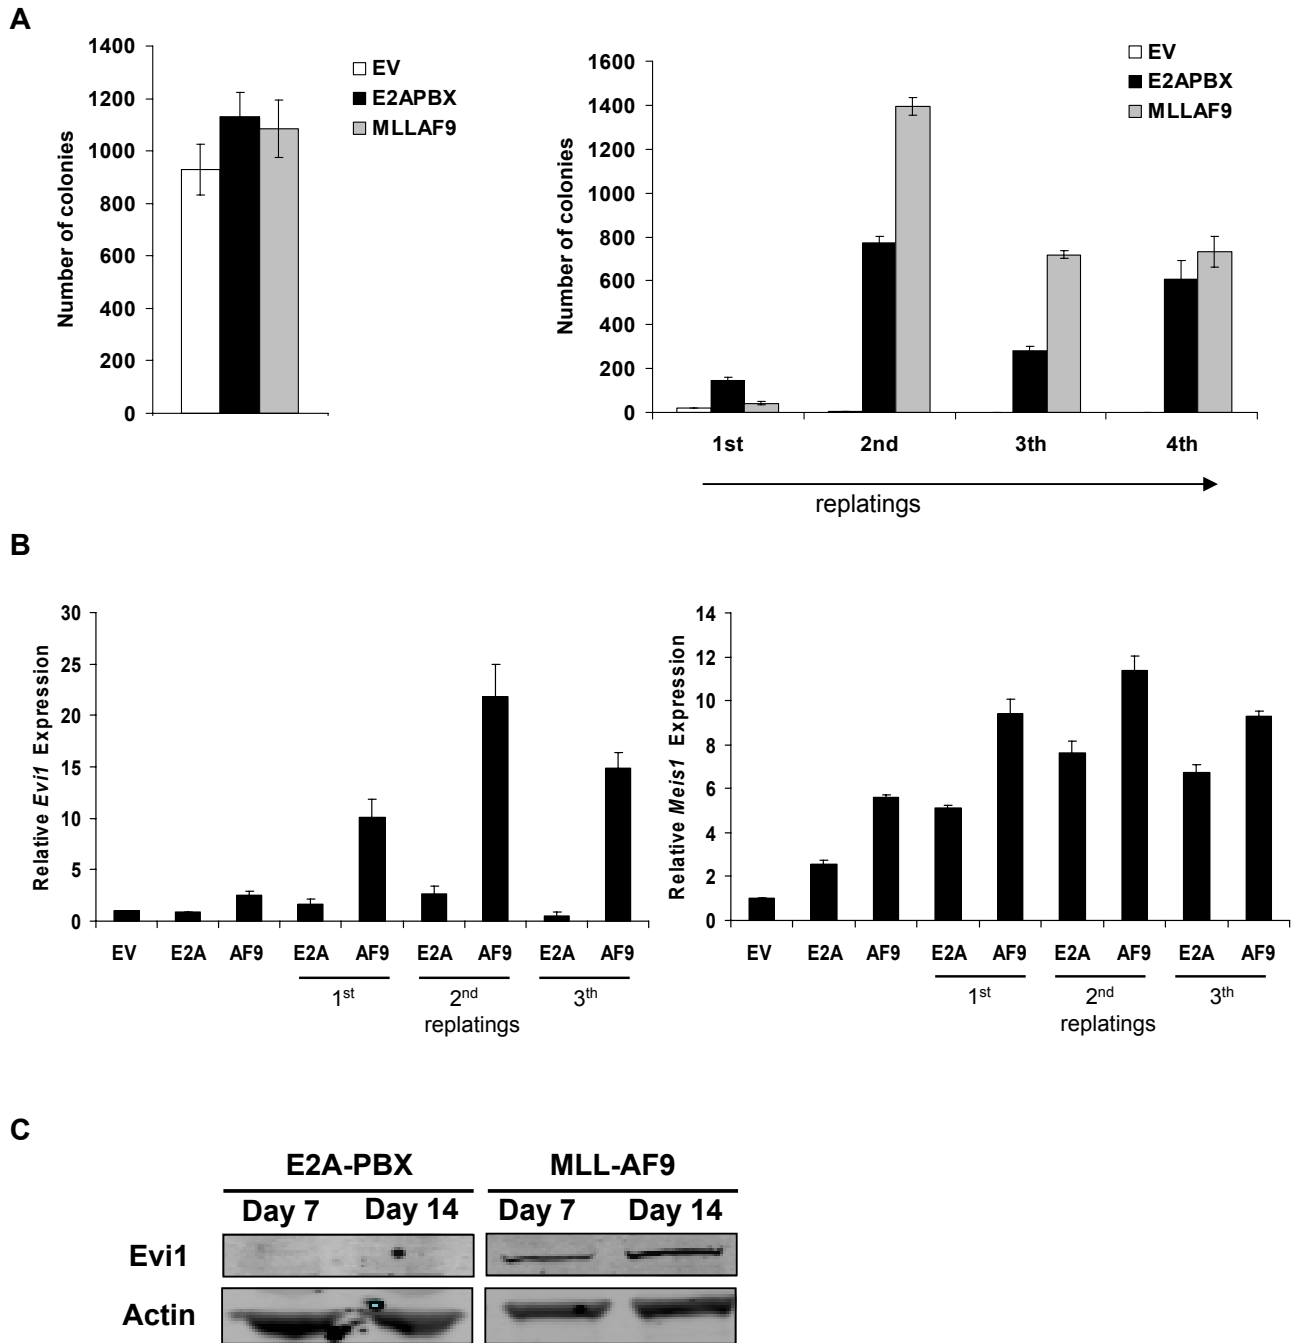 A
1400
1200
1000
800
600
400
200
0
Number of colonies
EV
E2APBX
MLLAF9
1600
1400
1200
1000
800
600
400
200
0
Number of colonies
EV
E2APBX
MLLAF9
1st 2nd 3th 4th
replatings
B
30
25
20
15
10
5
0
Relative Evi1 Expression
EV E2A AF9 E2A AF9 E2A AF9 E2A AF9
1st 2nd 3th
replatings
14
12
10
8
6
4
2
0
Relative Meis1 Expression
EV E2A AF9 E2A AF9 E2A AF9 E2A AF9
1st 2nd 3th
replatings
C
E2A-PBX MLL-AF9
Day 7 Day 14 Day 7 Day 14
Evi1
Actin